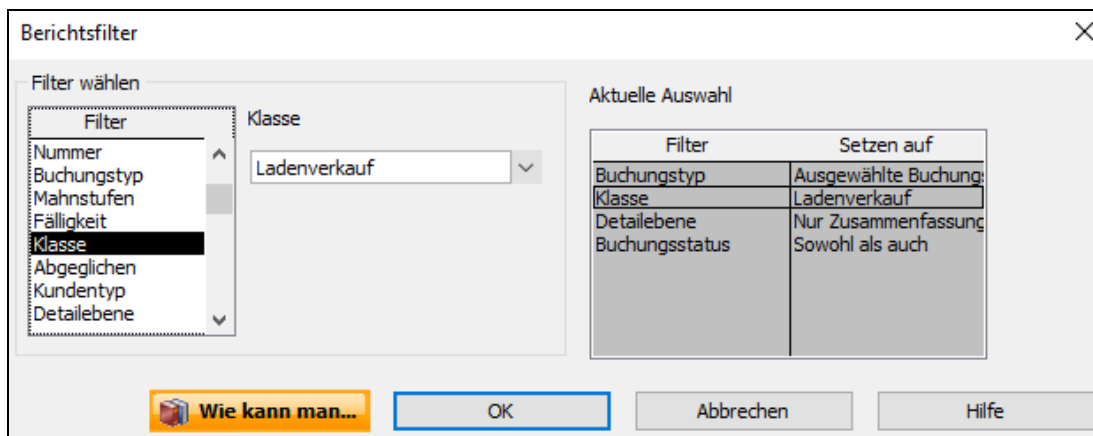 Berichtsfilter
Filter wählen
Filter
Nummer
Buchungstyp
Mahnstufen
Fälligkeit
Klasse
Abgeglichen
Kundentyp
Detailebene
Klasse
Ladenverkauf
Aktuelle Auswahl
Filter Setzen auf
Buchungstyp Ausgewählte Buchungs
Klasse Ladenverkauf
Detailebene Nur Zusammenfassung
Buchungsstatus Sowohl als auch
Wie kann man... OK Abbrechen Hilfe